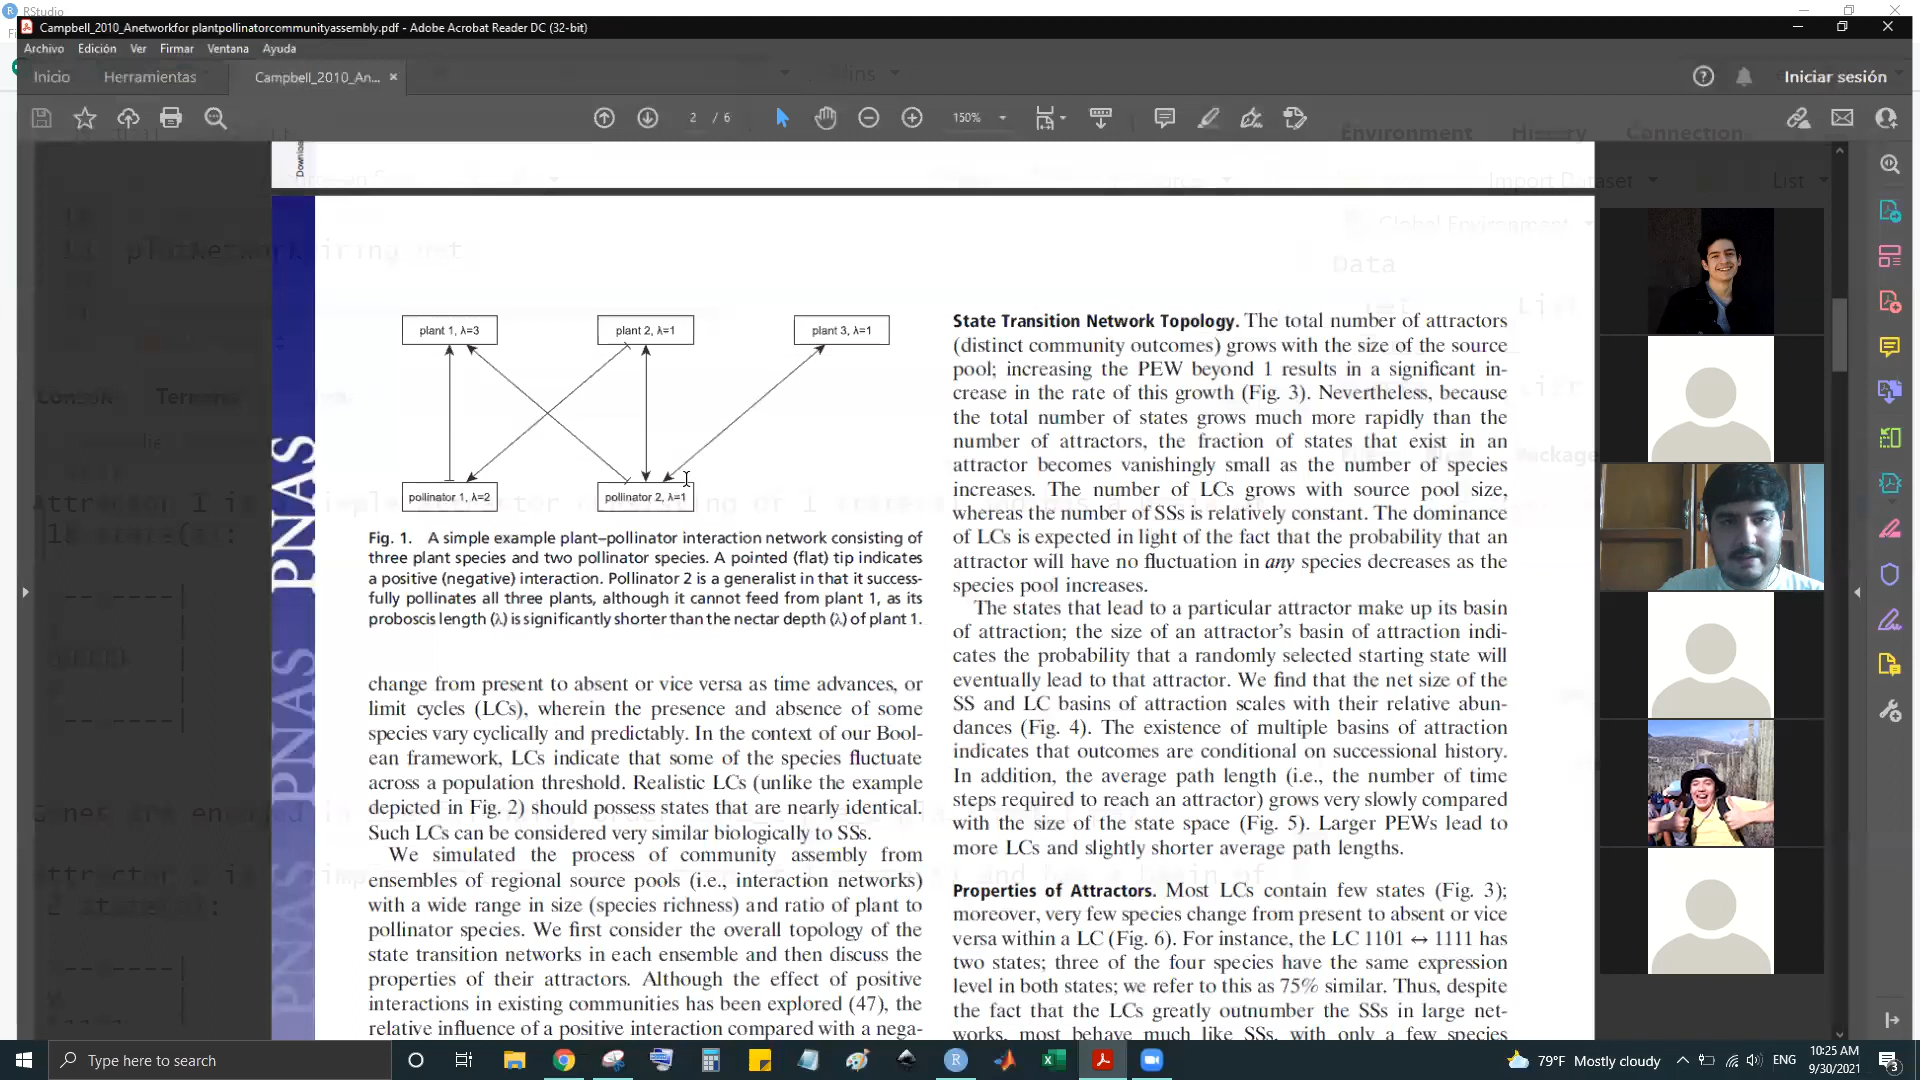 RStudio
Campbell_2010_Anetworkfor plantpollinatorcommunityassembly.pdf - Adobe Acrobat Reader DC (32-bit)
Archivo Edición Ver Firmar Ventana Ayuda
Inicio Herramientas Campbell_2010_An... × Iniciar sesión
2 / 6 150%
Environment History Connection
Import Dataset List
Global Environment
Data
PNAS PNAS PNAS
plant 1, λ=3 plant 2, λ=1 plant 3, λ=1
pollinator 1, λ=2 pollinator 2, λ=1
Fig. 1. A simple example plant–pollinator interaction network consisting of
three plant species and two pollinator species. A pointed (flat) tip indicates
a positive (negative) interaction. Pollinator 2 is a generalist in that it success-
fully pollinates all three plants, although it cannot feed from plant 1, as its
proboscis length (λ) is significantly shorter than the nectar depth (λ) of plant 1.
change from present to absent or vice versa as time advances, or
limit cycles (LCs), wherein the presence and absence of some
species vary cyclically and predictably. In the context of our Bool-
ean framework, LCs indicate that some of the species fluctuate
across a population threshold. Realistic LCs (unlike the example
depicted in Fig. 2) should possess states that are nearly identical.
Such LCs can be considered very similar biologically to SSs.
We simulated the process of community assembly from
ensembles of regional source pools (i.e., interaction networks)
with a wide range in size (species richness) and ratio of plant to
pollinator species. We first consider the overall topology of the
state transition networks in each ensemble and then discuss the
properties of their attractors. Although the effect of positive
interactions in existing communities has been explored (47), the
relative influence of a positive interaction compared with a nega-
State Transition Network Topology. The total number of attractors
(distinct community outcomes) grows with the size of the source
pool; increasing the PEW beyond 1 results in a significant in-
crease in the rate of this growth (Fig. 3). Nevertheless, because
the total number of states grows much more rapidly than the
number of attractors, the fraction of states that exist in an
attractor becomes vanishingly small as the number of species
increases. The number of LCs grows with source pool size,
whereas the number of SSs is relatively constant. The dominance
of LCs is expected in light of the fact that the probability that an
attractor will have no fluctuation in any species decreases as the
species pool increases.
The states that lead to a particular attractor make up its basin
of attraction; the size of an attractor's basin of attraction indi-
cates the probability that a randomly selected starting state will
eventually lead to that attractor. We find that the net size of the
SS and LC basins of attraction scales with their relative abun-
dances (Fig. 4). The existence of multiple basins of attraction
indicates that outcomes are conditional on successional history.
In addition, the average path length (i.e., the number of time
steps required to reach an attractor) grows very slowly compared
with the size of the state space (Fig. 5). Larger PEWs lead to
more LCs and slightly shorter average path lengths.
Properties of Attractors. Most LCs contain few states (Fig. 3);
moreover, very few species change from present to absent or vice
versa within a LC (Fig. 6). For instance, the LC 1101 ↔ 1111 has
two states; three of the four species have the same expression
level in both states; we refer to this as 75% similar. Thus, despite
the fact that the LCs greatly outnumber the SSs in large net-
works, most behave much like SSs, with only a few species
Type here to search
79°F Mostly cloudy ENG 10:25 AM
9/30/2021
3